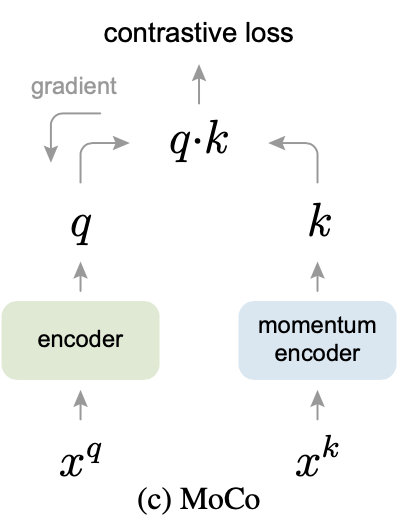 contrastive loss
gradient
q·k
q k
encoder momentum encoder
x^q x^k
(c) MoCo